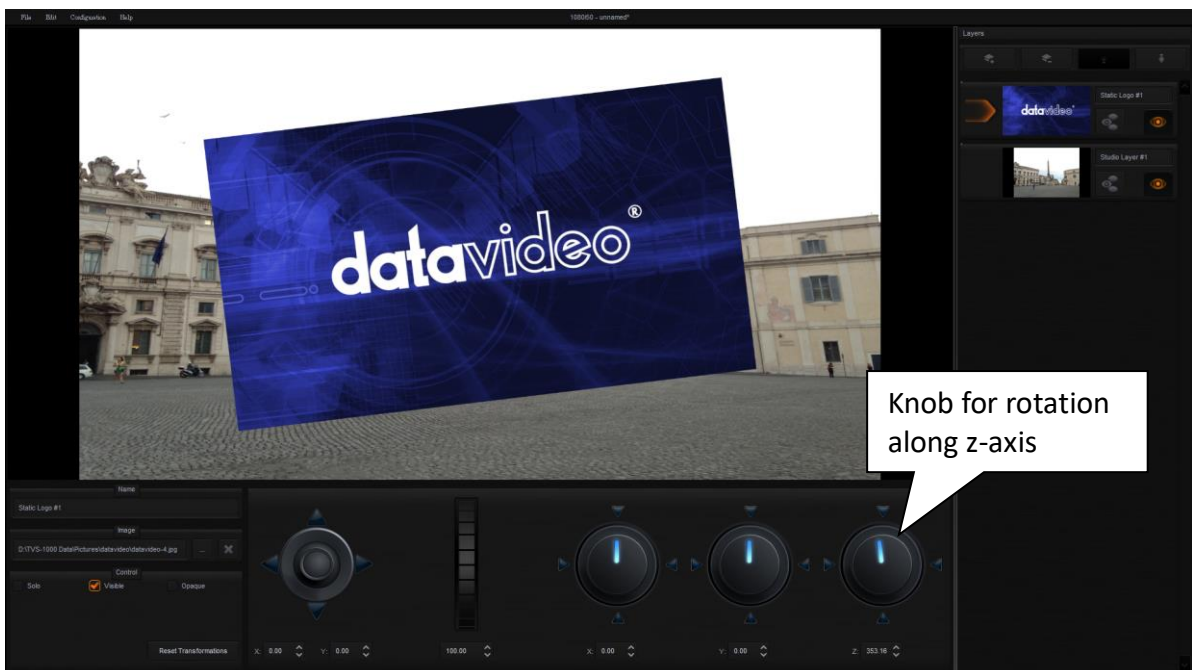 File Edit Configuration Help
1080i50 - unnamed*
Layers
datavideo®
datavideo®
Static Logo #1
Studio Layer #1
Knob for rotation
along z-axis
Name
Static Logo #1
Image
D:\TVS-1000 Data\Pictures\datavideo\datavideo-4.jpg ...
Control
Solo Visible Opaque
Reset Transformations
X: 0.00 Y: 0.00 100.00 X: 0.00 Y: 0.00 Z: 353.16